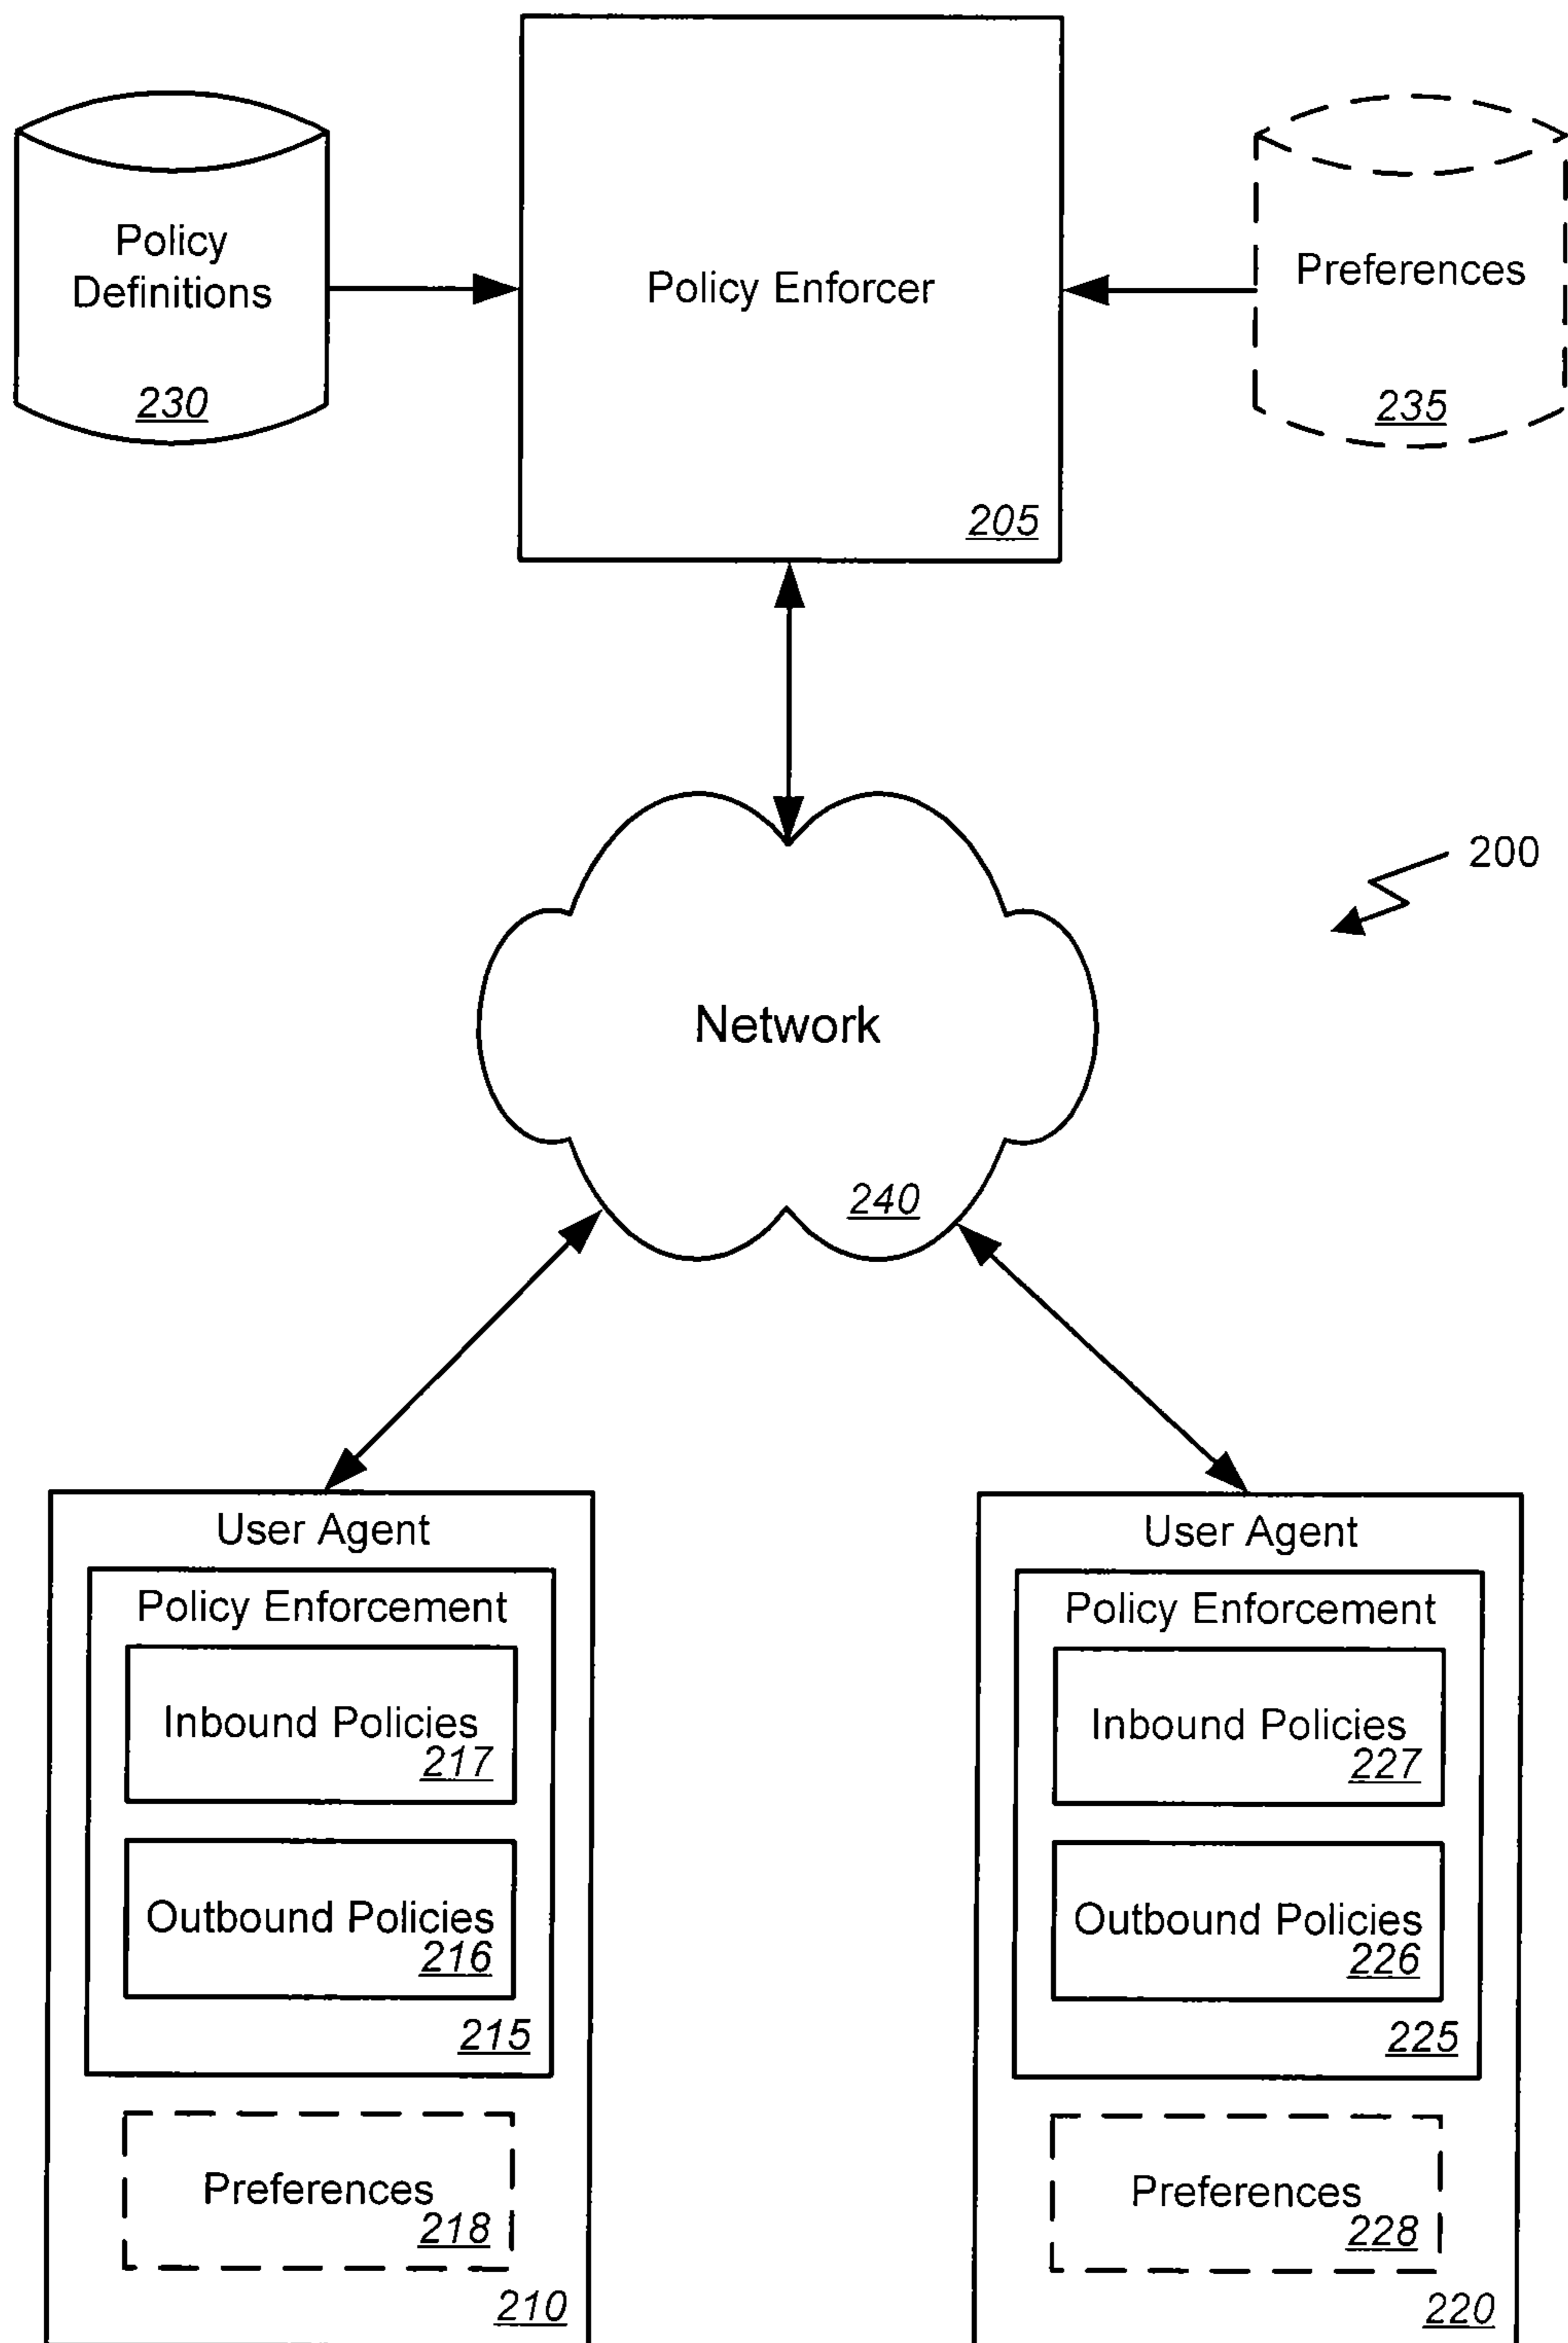 Policy
Definitions
230
Policy Enforcer
205
Preferences
235
200
Network
240
User Agent
Policy Enforcement
Inbound Policies
217
Outbound Policies
216
215
Preferences
218
210
User Agent
Policy Enforcement
Inbound Policies
227
Outbound Policies
226
225
Preferences
228
220